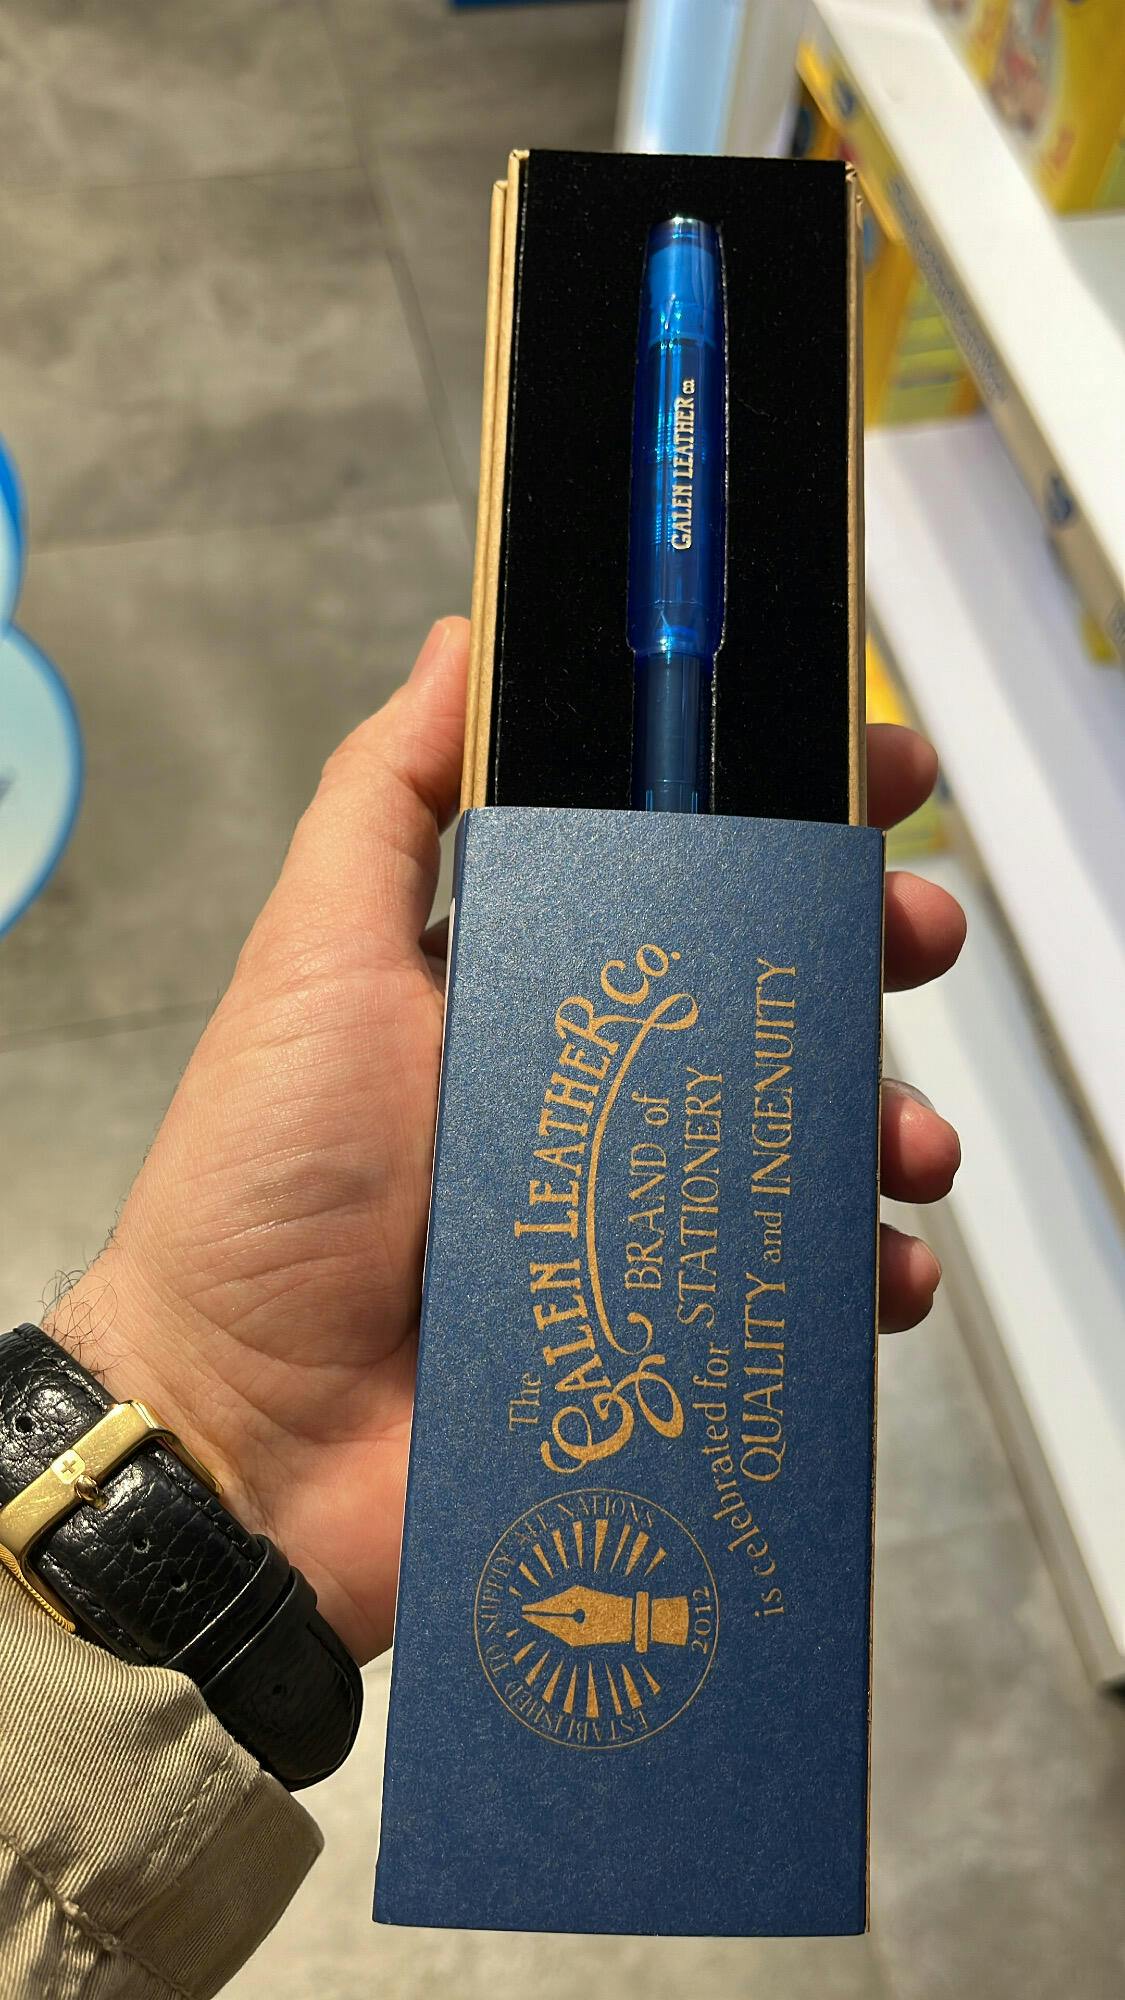 GALEN LEATHER co
The
GALEN LEATHER Co.
BRAND of
is celebrated for STATIONERY
QUALITY and INGENUITY
ESTABLISHED TO SUPPLY ALL NATIONS
2012